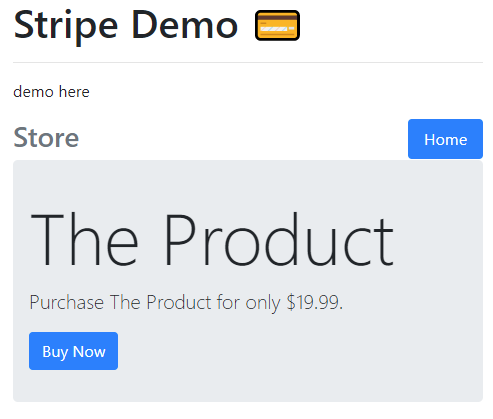 Stripe Demo 💳
demo here
Store
Home
The Product
Purchase The Product for only $19.99.
Buy Now